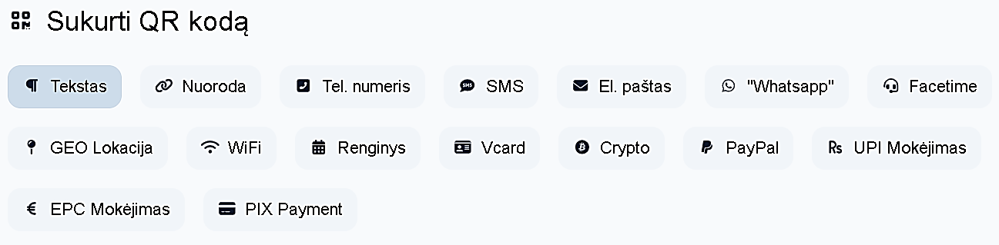 Sukurti QR kodą
Tekstas Nuoroda Tel. numeris SMS El. paštas "Whatsapp" Facetime
GEO Lokacija WiFi Renginys Vcard Crypto PayPal UPI Mokėjimas
EPC Mokėjimas PIX Payment